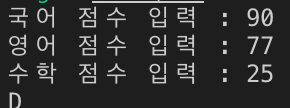 국어 점수 입력 : 90
영어 점수 입력 : 77
수학 점수 입력 : 25
D